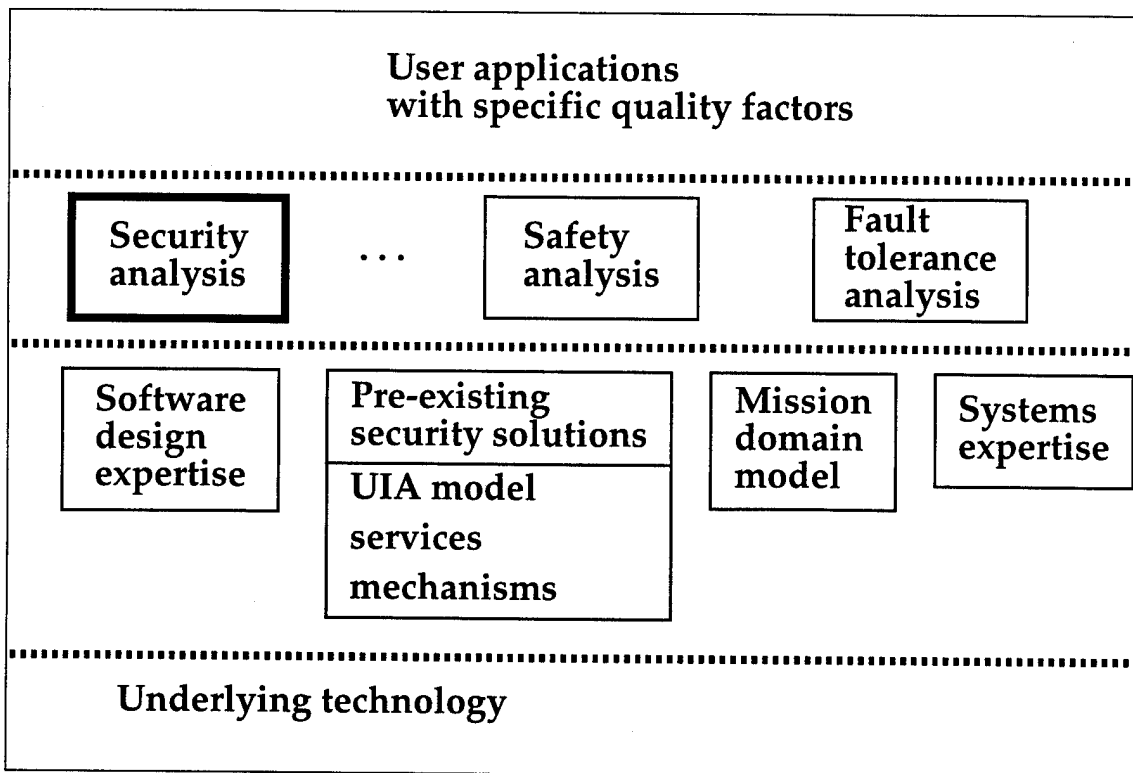 User applications
with specific quality factors
Security
analysis
...
Safety
analysis
Fault
tolerance
analysis
Software
design
expertise
Pre-existing
security solutions
UIA model
services
mechanisms
Mission
domain
model
Systems
expertise
Underlying technology